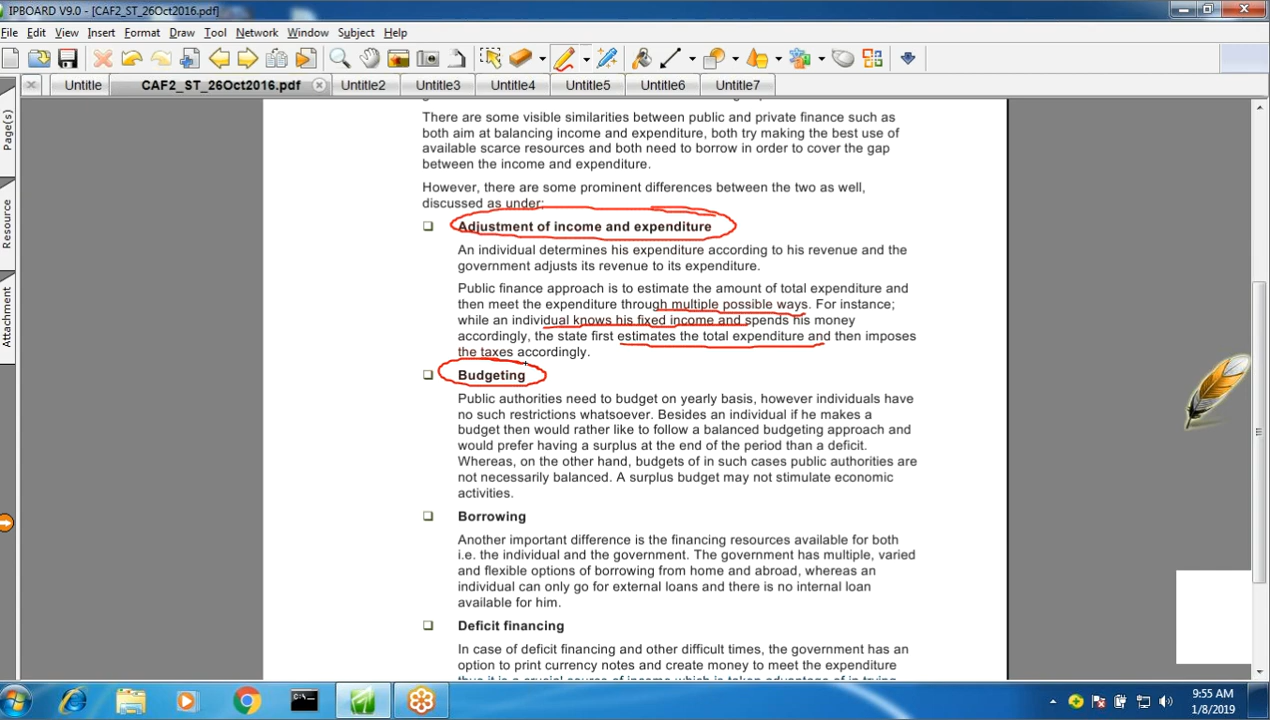 IPBOARD V9.0 - [CAF2_ST_26Oct2016.pdf]
File Edit View Insert Format Draw Tool Network Window Subject Help
Untitle CAF2_ST_26Oct2016.pdf Untitle2 Untitle3 Untitle4 Untitle5 Untitle6 Untitle7
Page(s)
Resource
Attachment
There are some visible similarities between public and private finance such as
both aim at balancing income and expenditure, both try making the best use of
available scarce resources and both need to borrow in order to cover the gap
between the income and expenditure.
However, there are some prominent differences between the two as well,
discussed as under:
Adjustment of income and expenditure
An individual determines his expenditure according to his revenue and the
government adjusts its revenue to its expenditure.
Public finance approach is to estimate the amount of total expenditure and
then meet the expenditure through multiple possible ways. For instance;
while an individual knows his fixed income and spends his money
accordingly, the state first estimates the total expenditure and then imposes
the taxes accordingly.
Budgeting
Public authorities need to budget on yearly basis, however individuals have
no such restrictions whatsoever. Besides an individual if he makes a
budget then would rather like to follow a balanced budgeting approach and
would prefer having a surplus at the end of the period than a deficit.
Whereas, on the other hand, budgets of in such cases public authorities are
not necessarily balanced. A surplus budget may not stimulate economic
activities.
Borrowing
Another important difference is the financing resources available for both
i.e. the individual and the government. The government has multiple, varied
and flexible options of borrowing from home and abroad, whereas an
individual can only go for external loans and there is no internal loan
available for him.
Deficit financing
In case of deficit financing and other difficult times, the government has an
option to print currency notes and create money to meet the expenditure
thus it is a crucial source of income which is taken advantage of in trying
9:55 AM
1/8/2019